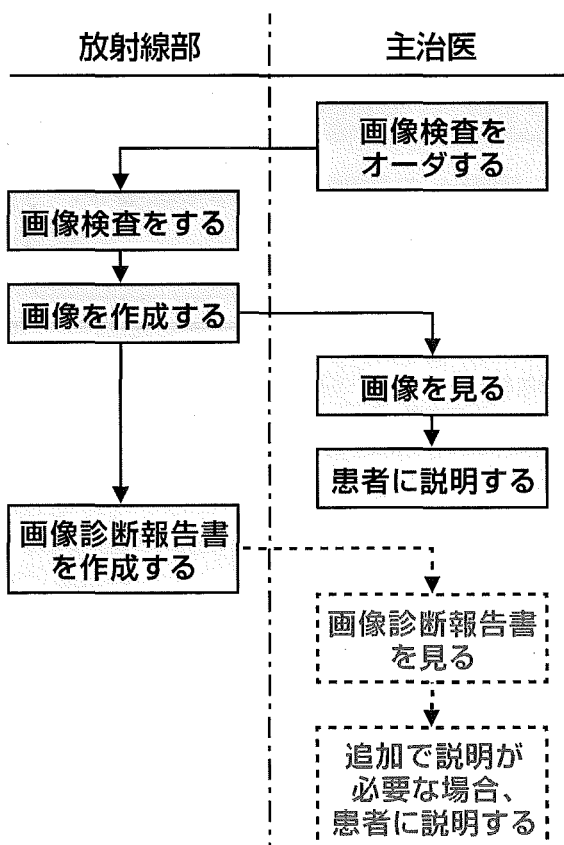 放射線部
主治医
画像検査を
オーダする
画像検査をする
画像を作成する
画像を見る
患者に説明する
画像診断報告書
を作成する
画像診断報告書
を見る
追加で説明が
必要な場合、
患者に説明する